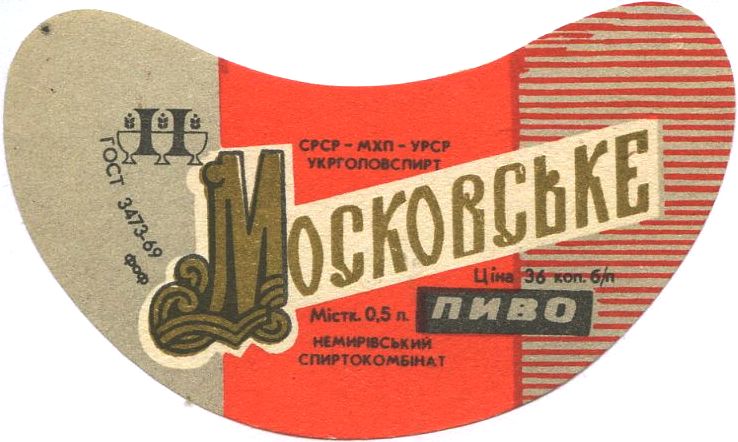 Н
ГОСТ 3473-69
ФОФ
СРСР – МХП – УРСР
УКРГОЛОВСПИРТ
МОСКОВСЬКЕ
Ціна 36 коп. б/п
Містк. 0,5 л.
ПИВО
НЕМИРІВСЬКИЙ
СПИРТОКОМБІНАТ